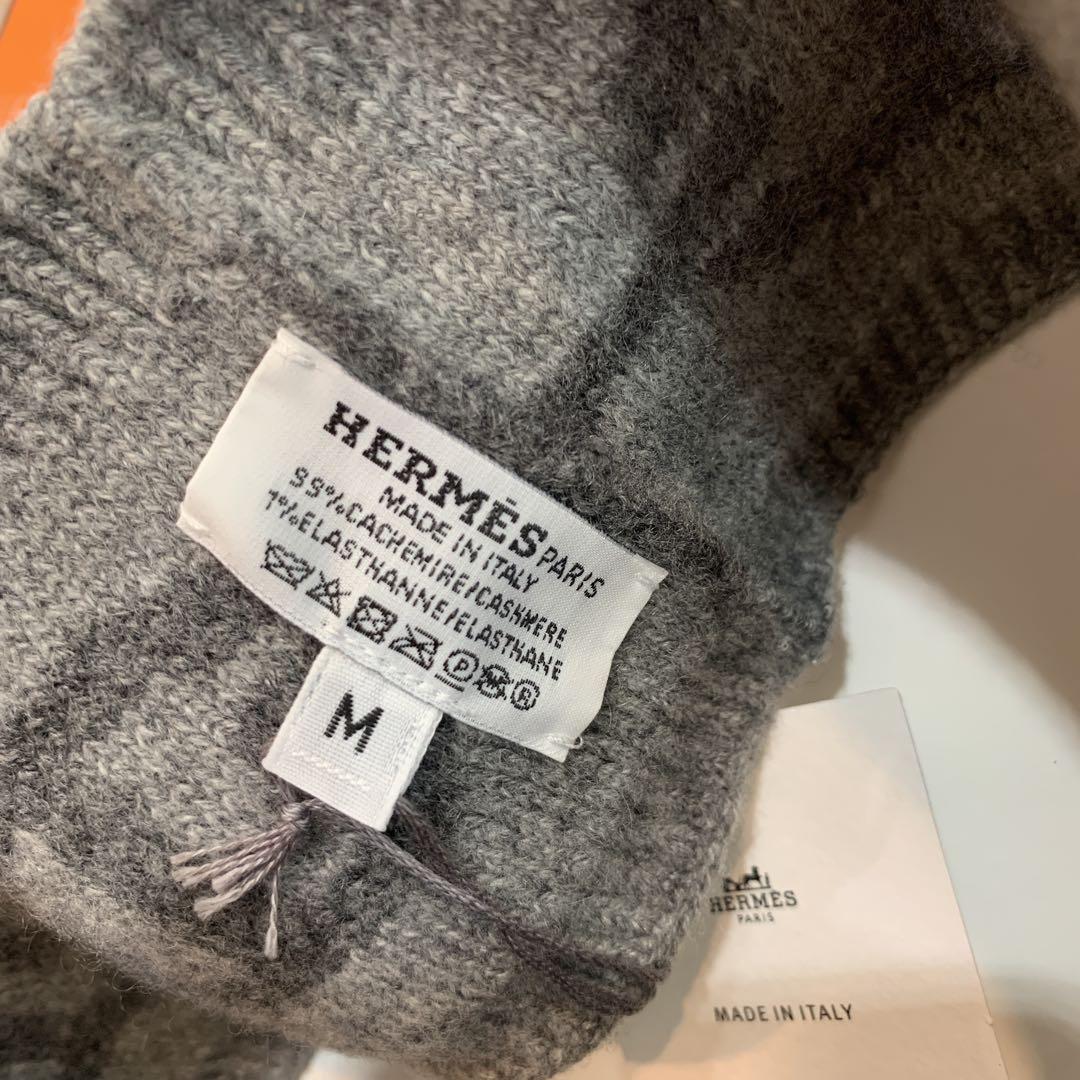 HERMÈS PARIS
MADE IN ITALY
99%CACHEMIRE/CASHMERE
1%ELASTHANNE/ELASTHANE
P R
M
HERMÈS
PARIS
MADE IN ITALY